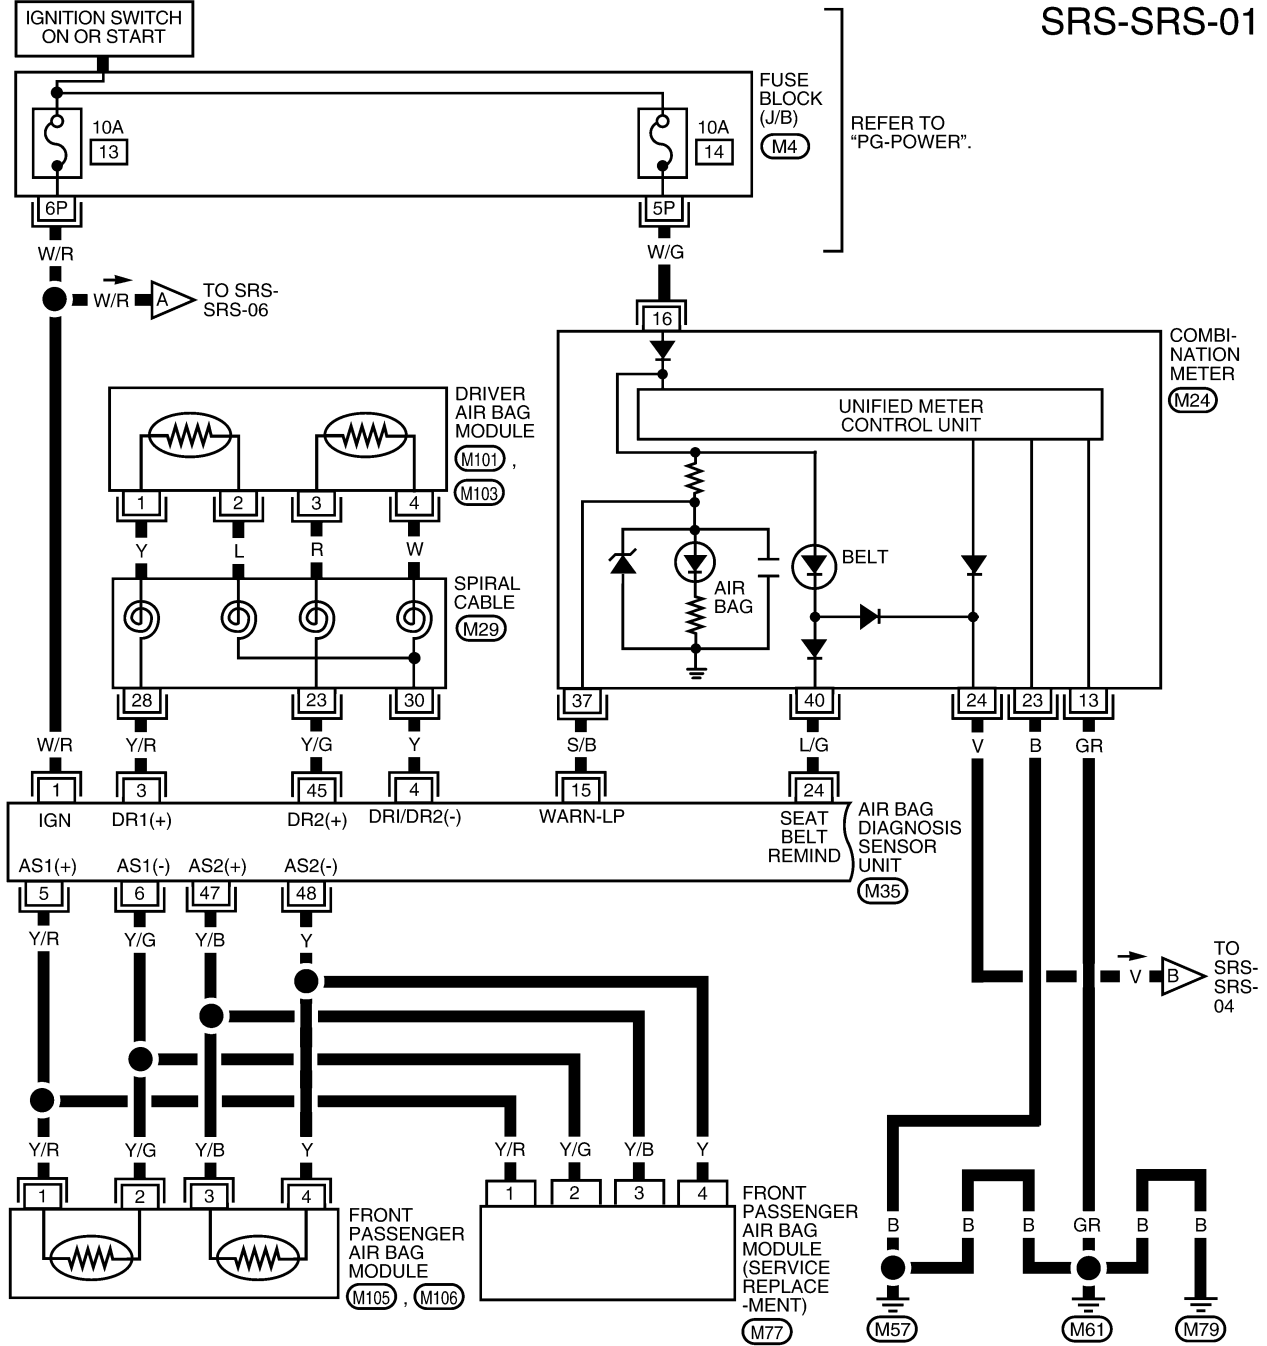 SRS-SRS-01
IGNITION SWITCH
ON OR START
FUSE
BLOCK
(J/B)
M4
10A
13
10A
14
REFER TO
“PG-POWER”.
6P
5P
W/R
W/G
W/R
A
TO SRS-
SRS-06
16
COMBI-
NATION
METER
M24
UNIFIED METER
CONTROL UNIT
DRIVER
AIR BAG
MODULE
M101 ,
M103
1
2
3
4
Y
L
R
W
BELT
AIR
BAG
SPIRAL
CABLE
M29
28
23
30
37
40
24
23
13
W/R
Y/R
Y/G
Y
S/B
L/G
V
B
GR
1
3
45
4
15
24
IGN
DR1(+)
DR2(+)
DRI/DR2(-)
WARN-LP
SEAT
BELT
REMIND
AIR BAG
DIAGNOSIS
SENSOR
UNIT
M35
AS1(+)
AS1(-)
AS2(+)
AS2(-)
5
6
47
48
Y/R
Y/G
Y/B
Y
V
B
TO
SRS-
SRS-
04
Y/R
Y/G
Y/B
Y
Y/R
Y/G
Y/B
Y
1
2
3
4
1
2
3
4
FRONT
PASSENGER
AIR BAG
MODULE
M105 , M106
FRONT
PASSENGER
AIR BAG
MODULE
(SERVICE
REPLACE
-MENT)
M77
B
B
B
GR
B
B
M57
M61
M79